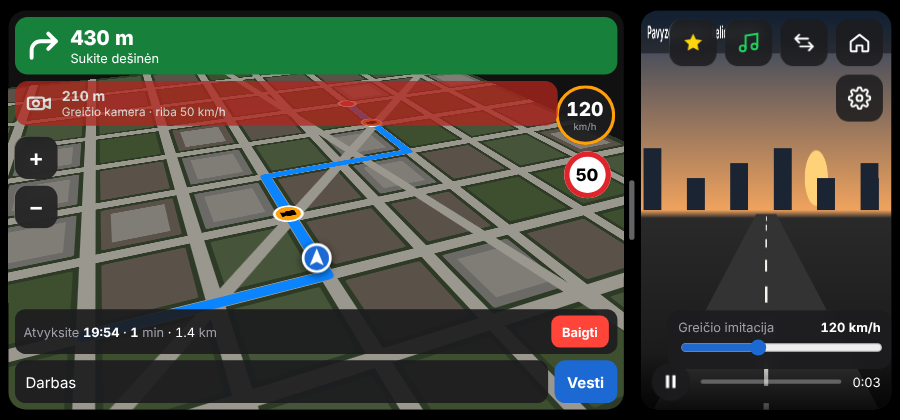 430 m
Sukite dešinėn
210 m
Greičio kamera · riba 50 km/h
120
km/h
50
+
−
Atvyksite 19:54 · 1 min · 1.4 km
Baigti
Darbas
Vesti
Greičio imitacija
120 km/h
0:03